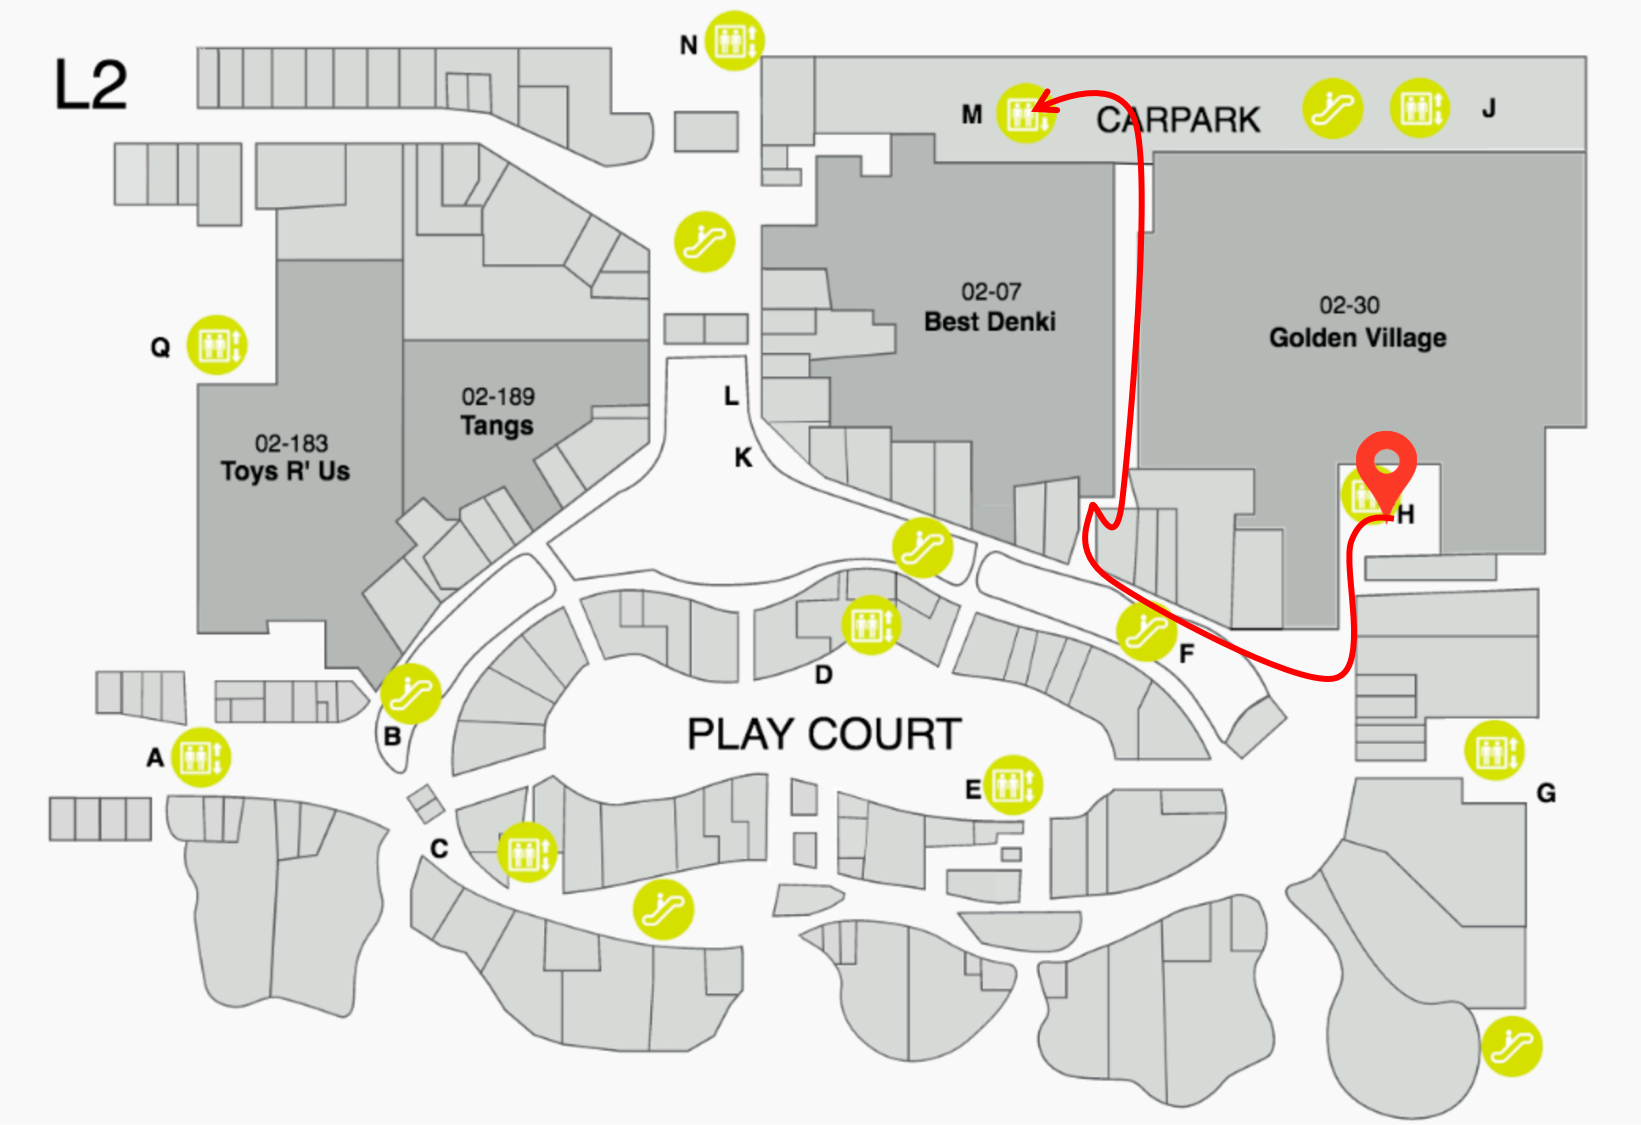 L2
N
M
CARPARK
J
02-07
Best Denki
02-30
Golden Village
Q
02-189
Tangs
L
02-183
Toys R' Us
K
H
F
D
B
PLAY COURT
A
E
G
C